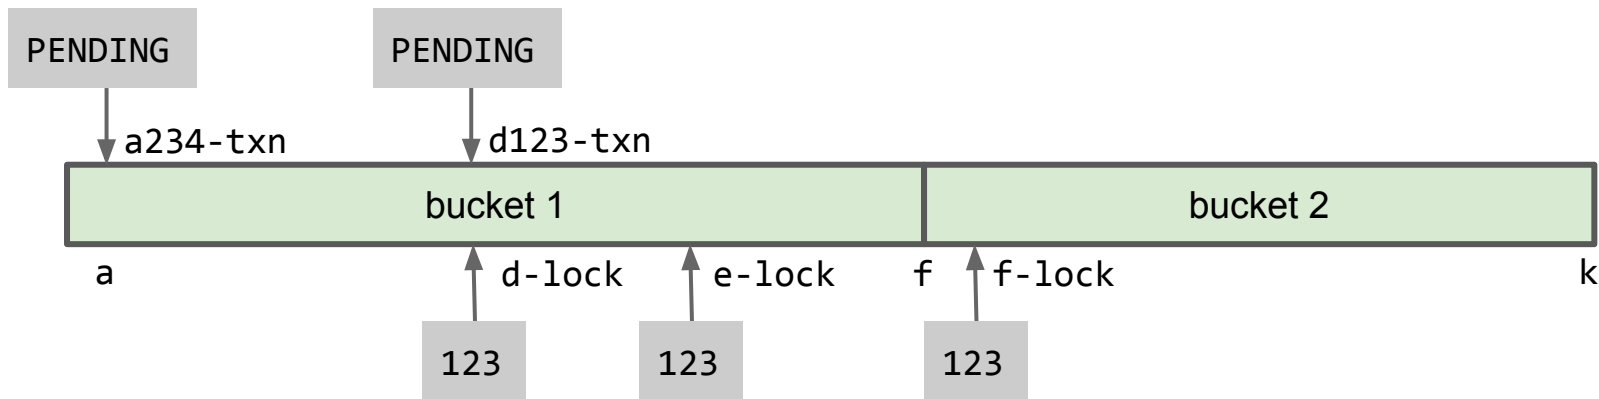 PENDING
PENDING
a234-txn
d123-txn
bucket 1
bucket 2
a
d-lock
e-lock
f
f-lock
k
123
123
123